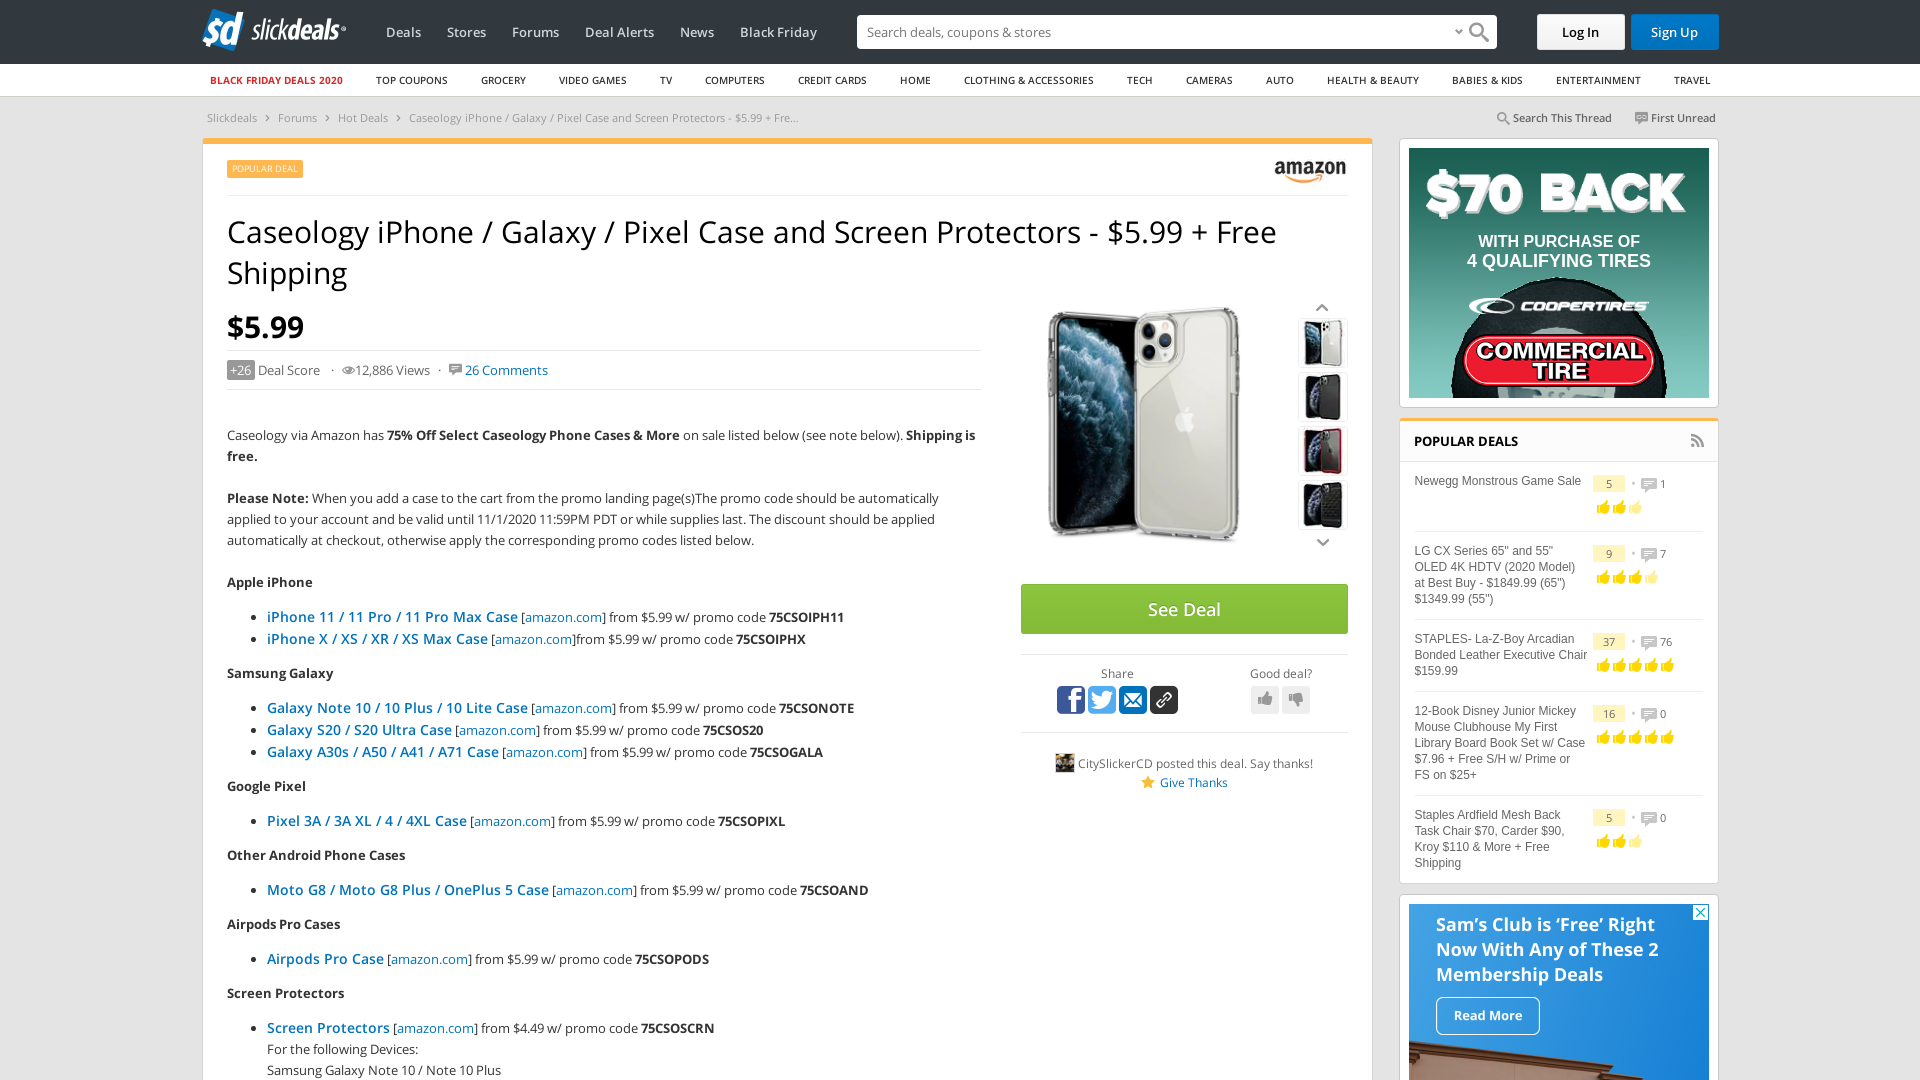 slickdeals
Deals Stores Forums Deal Alerts News Black Friday
Search deals, coupons & stores
Log In Sign Up
BLACK FRIDAY DEALS 2020 TOP COUPONS GROCERY VIDEO GAMES TV COMPUTERS CREDIT CARDS HOME CLOTHING & ACCESSORIES TECH CAMERAS AUTO HEALTH & BEAUTY BABIES & KIDS ENTERTAINMENT TRAVEL
Slickdeals Forums Hot Deals Caseology iPhone / Galaxy / Pixel Case and Screen Protectors - $5.99 + Fre...
Search This Thread First Unread
POPULAR DEAL
amazon
Caseology iPhone / Galaxy / Pixel Case and Screen Protectors - $5.99 + Free
Shipping
$5.99
+26 Deal Score · 12,886 Views · 26 Comments
Caseology via Amazon has 75% Off Select Caseology Phone Cases & More on sale listed below (see note below). Shipping is
free.
Please Note: When you add a case to the cart from the promo landing page(s)The promo code should be automatically
applied to your account and be valid until 11/1/2020 11:59PM PDT or while supplies last. The discount should be applied
automatically at checkout, otherwise apply the corresponding promo codes listed below.
Apple iPhone
iPhone 11 / 11 Pro / 11 Pro Max Case [amazon.com] from $5.99 w/ promo code 75CSOIPH11
iPhone X / XS / XR / XS Max Case [amazon.com]from $5.99 w/ promo code 75CSOIPHX
Samsung Galaxy
Galaxy Note 10 / 10 Plus / 10 Lite Case [amazon.com] from $5.99 w/ promo code 75CSONOTE
Galaxy S20 / S20 Ultra Case [amazon.com] from $5.99 w/ promo code 75CSOS20
Galaxy A30s / A50 / A41 / A71 Case [amazon.com] from $5.99 w/ promo code 75CSOGALA
Google Pixel
Pixel 3A / 3A XL / 4 / 4XL Case [amazon.com] from $5.99 w/ promo code 75CSOPIXL
Other Android Phone Cases
Moto G8 / Moto G8 Plus / OnePlus 5 Case [amazon.com] from $5.99 w/ promo code 75CSOAND
Airpods Pro Cases
Airpods Pro Case [amazon.com] from $5.99 w/ promo code 75CSOPODS
Screen Protectors
Screen Protectors [amazon.com] from $4.49 w/ promo code 75CSOSCRN
For the following Devices:
Samsung Galaxy Note 10 / Note 10 Plus
See Deal
Share Good deal?
CitySlickerCD posted this deal. Say thanks!
Give Thanks
$70 BACK
WITH PURCHASE OF
4 QUALIFYING TIRES
COOPERTIRES
COMMERCIAL
TIRE
POPULAR DEALS
Newegg Monstrous Game Sale 5 · 1
LG CX Series 65" and 55" 9 · 7
OLED 4K HDTV (2020 Model)
at Best Buy - $1849.99 (65")
$1349.99 (55")
STAPLES- La-Z-Boy Arcadian 37 · 76
Bonded Leather Executive Chair
$159.99
12-Book Disney Junior Mickey 16 · 0
Mouse Clubhouse My First
Library Board Book Set w/ Case
$7.96 + Free S/H w/ Prime or
FS on $25+
Staples Ardfield Mesh Back 5 · 0
Task Chair $70, Carder $90,
Kroy $110 & More + Free
Shipping
Sam's Club is 'Free' Right
Now With Any of These 2
Membership Deals
Read More